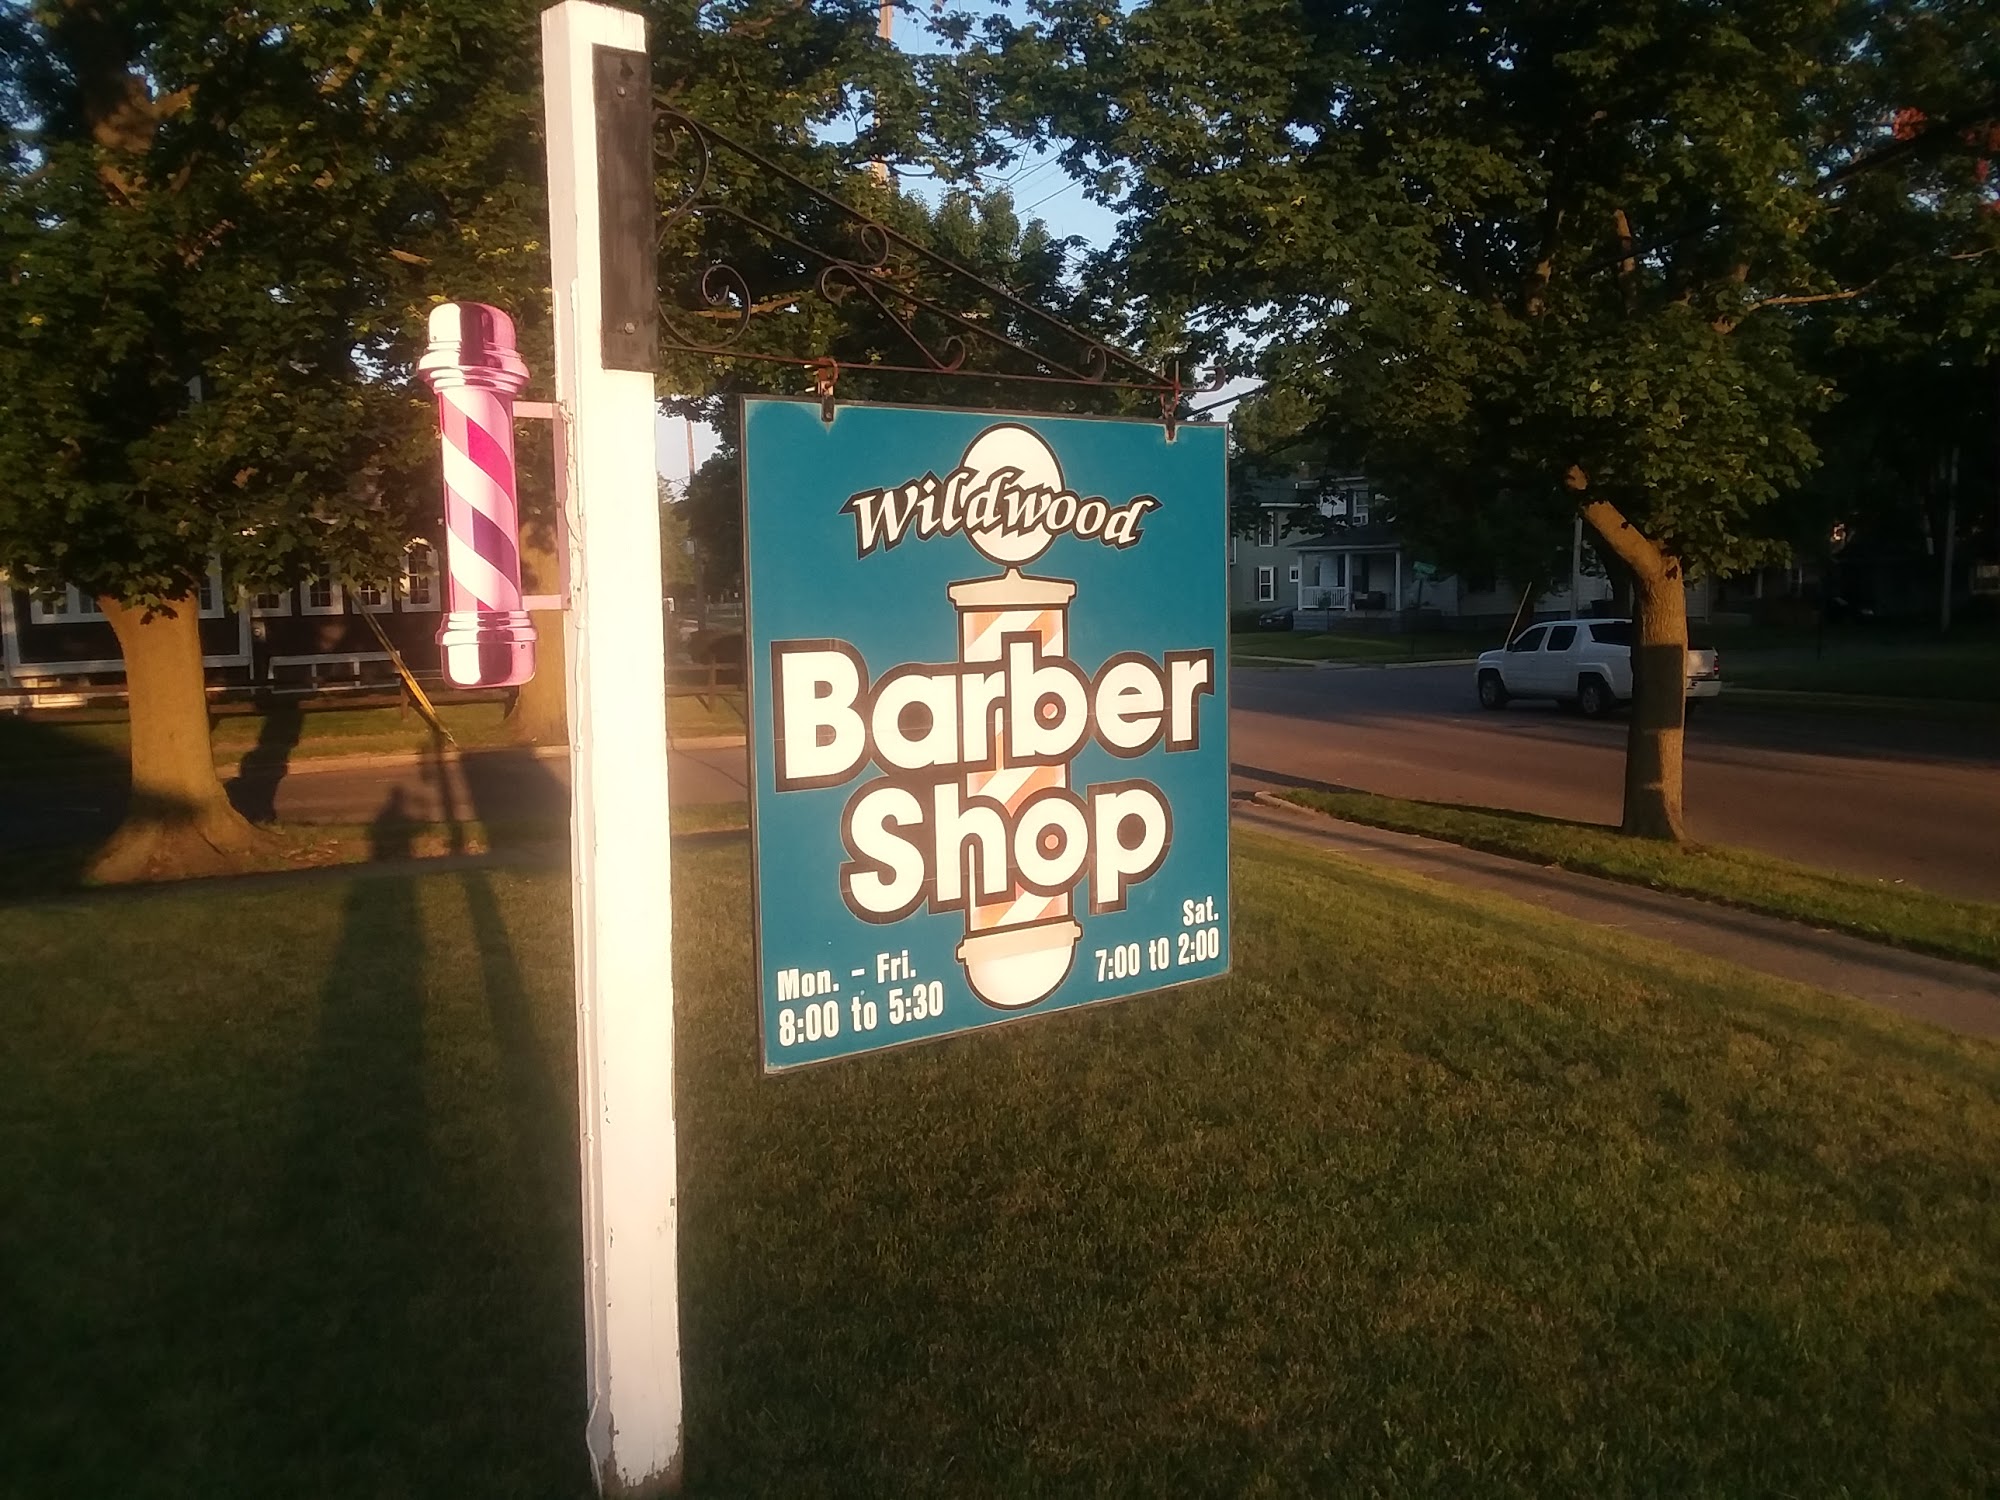 Wildwood
Barber
Shop
Mon. - Fri.
8:00 to 5:30
Sat.
7:00 to 2:00